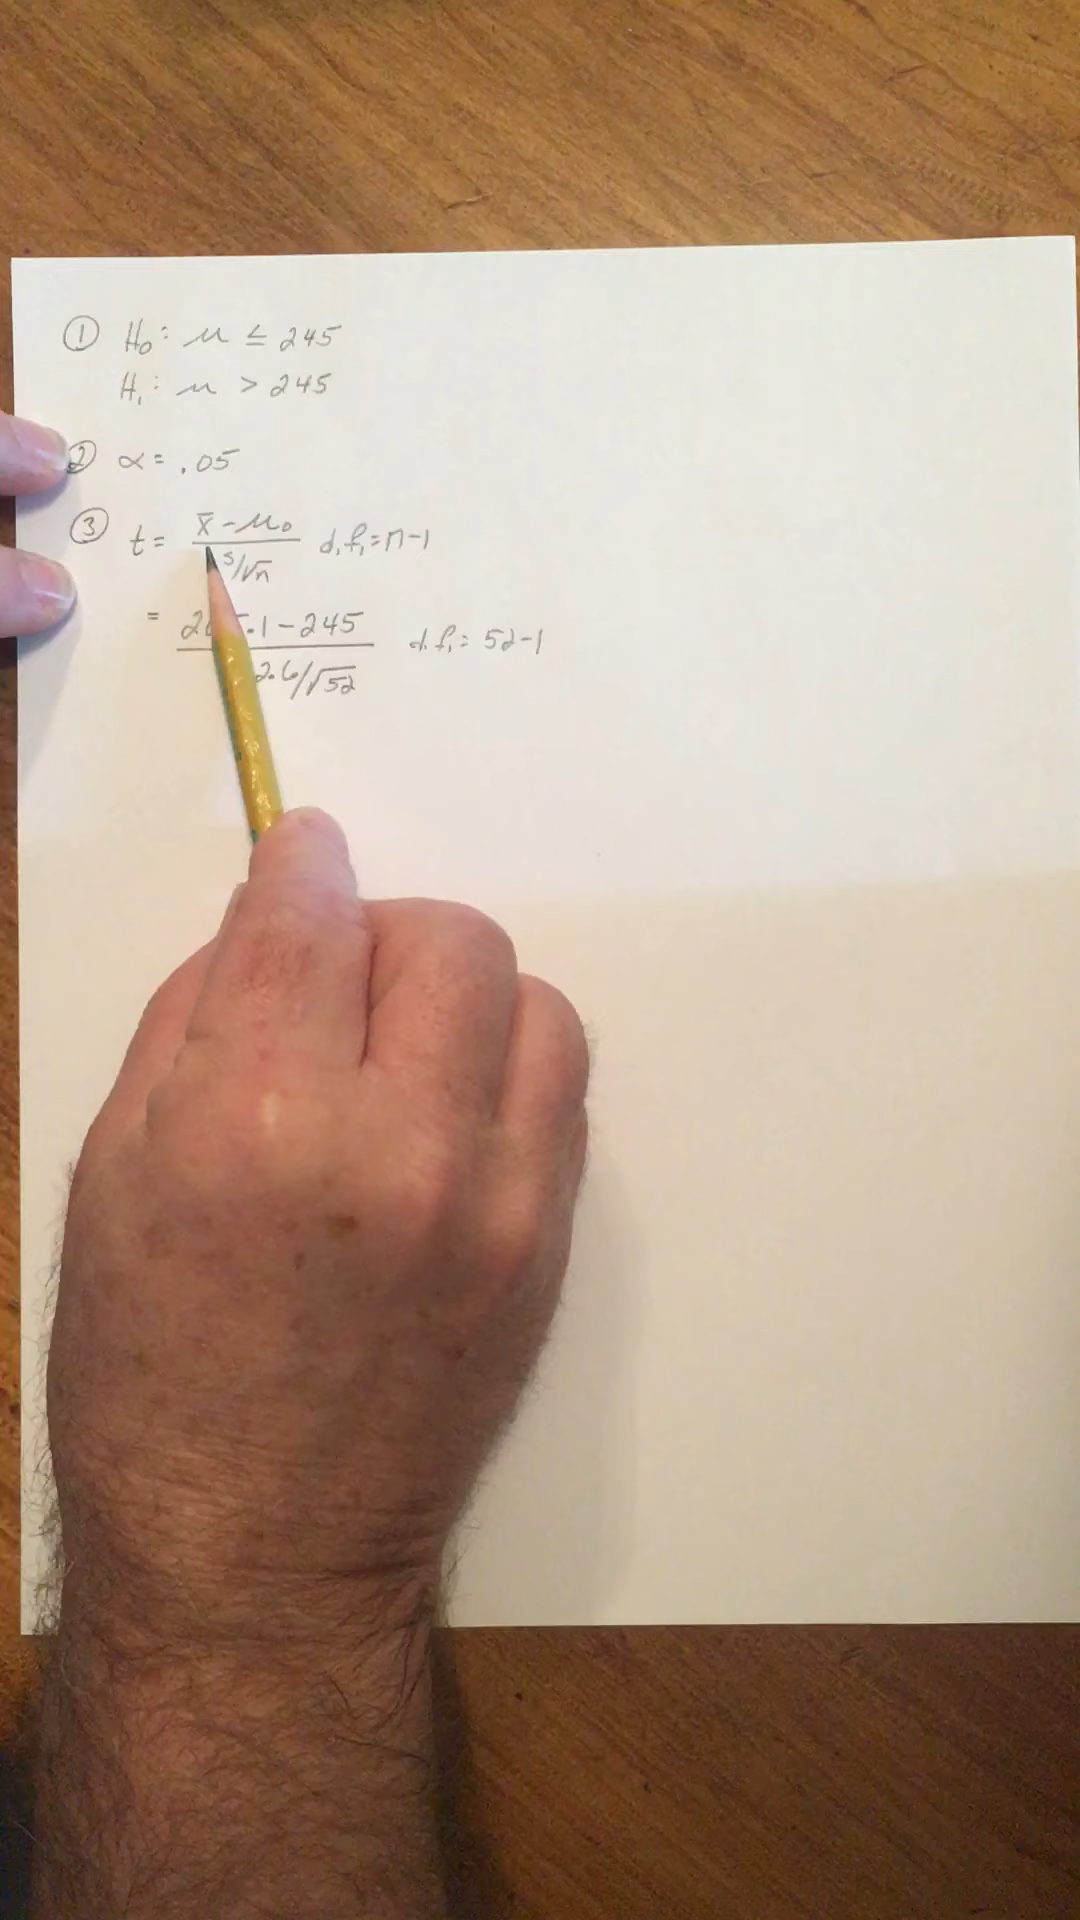 ① H₀: μ ≤ 245
H₁: μ > 245
② α = .05
③ t = (x̄ - μ₀) / (s/√n) d.f. = n-1
= .1 - 245 / 2.6/√52 d.f. = 52-1